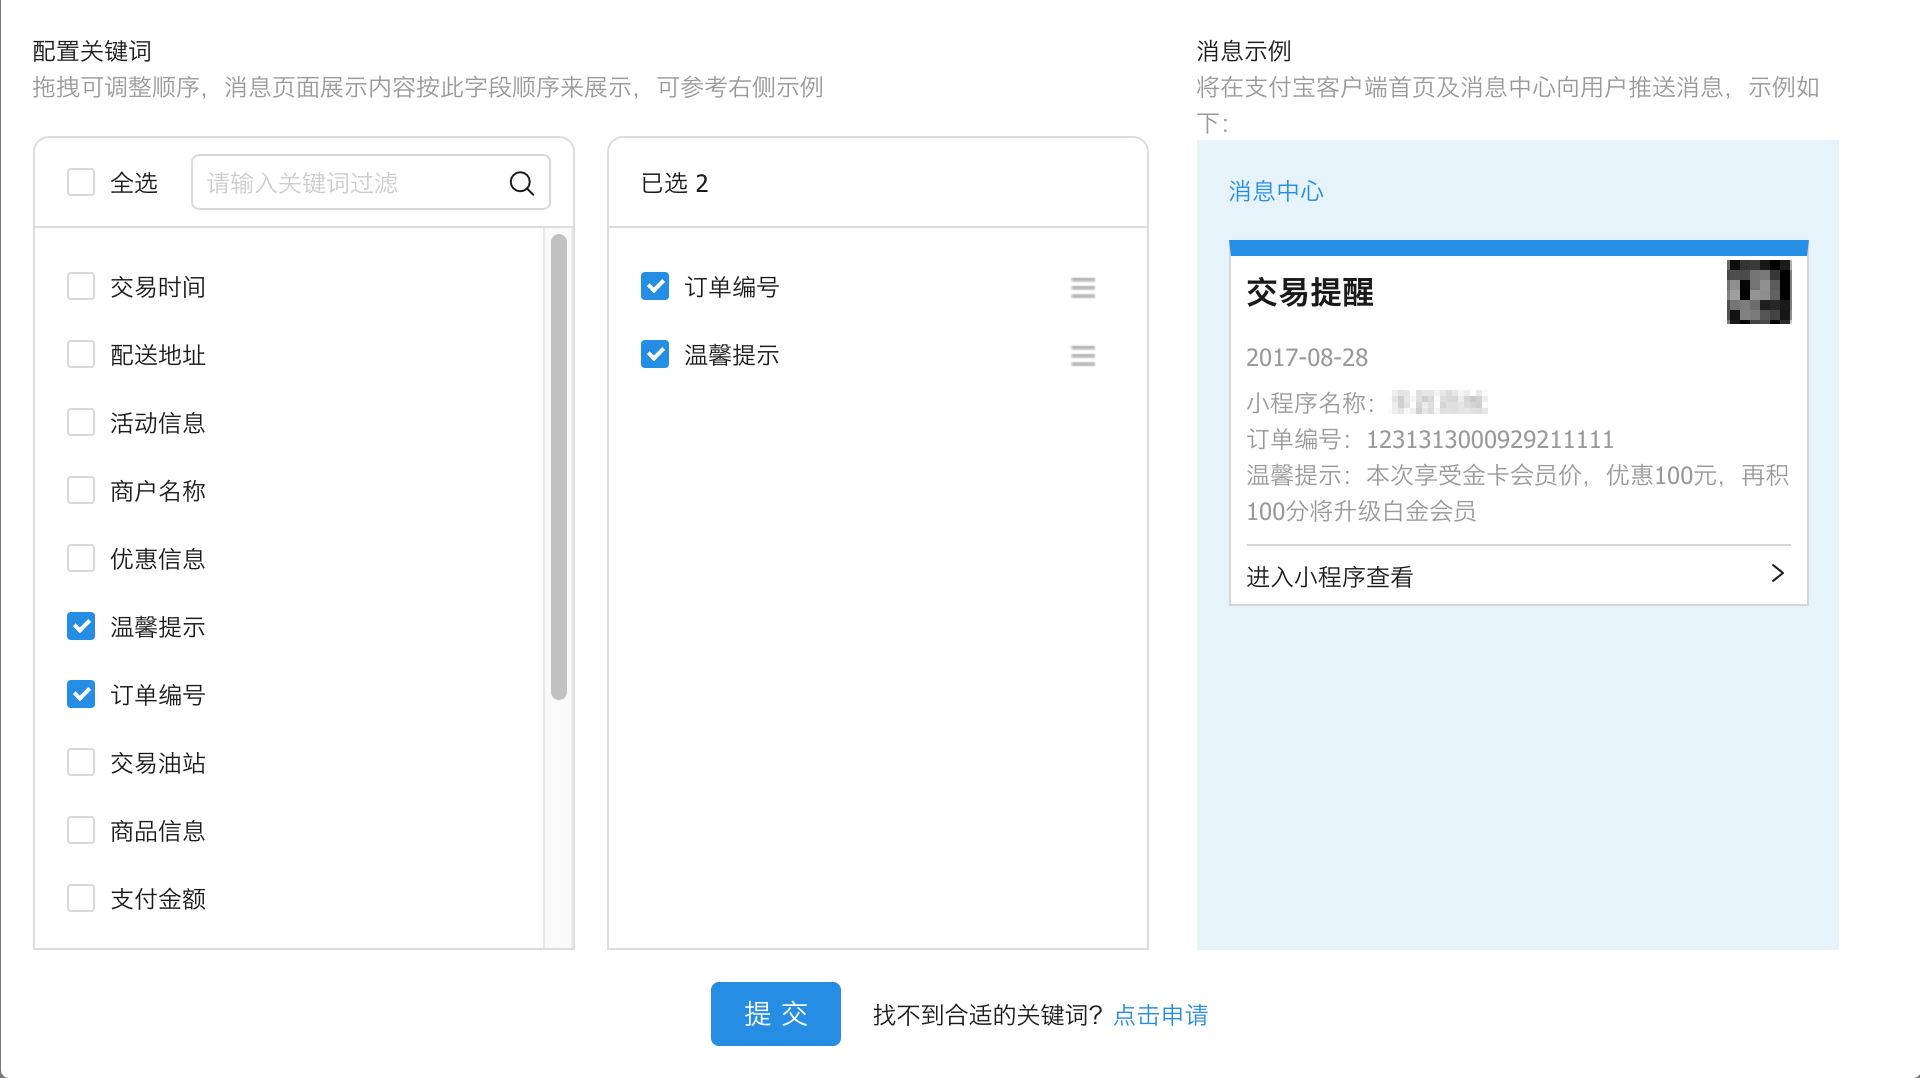 配置关键词
拖拽可调整顺序，消息页面展示内容按此字段顺序来展示，可参考右侧示例
全选
请输入关键词过滤
交易时间
配送地址
活动信息
商户名称
优惠信息
温馨提示
订单编号
交易油站
商品信息
支付金额
已选 2
订单编号
温馨提示
消息示例
将在支付宝客户端首页及消息中心向用户推送消息，示例如
下：
消息中心
交易提醒
2017-08-28
小程序名称：
订单编号：1231313000929211111
温馨提示：本次享受金卡会员价，优惠100元，再积
100分将升级白金会员
进入小程序查看
提 交
找不到合适的关键词? 点击申请